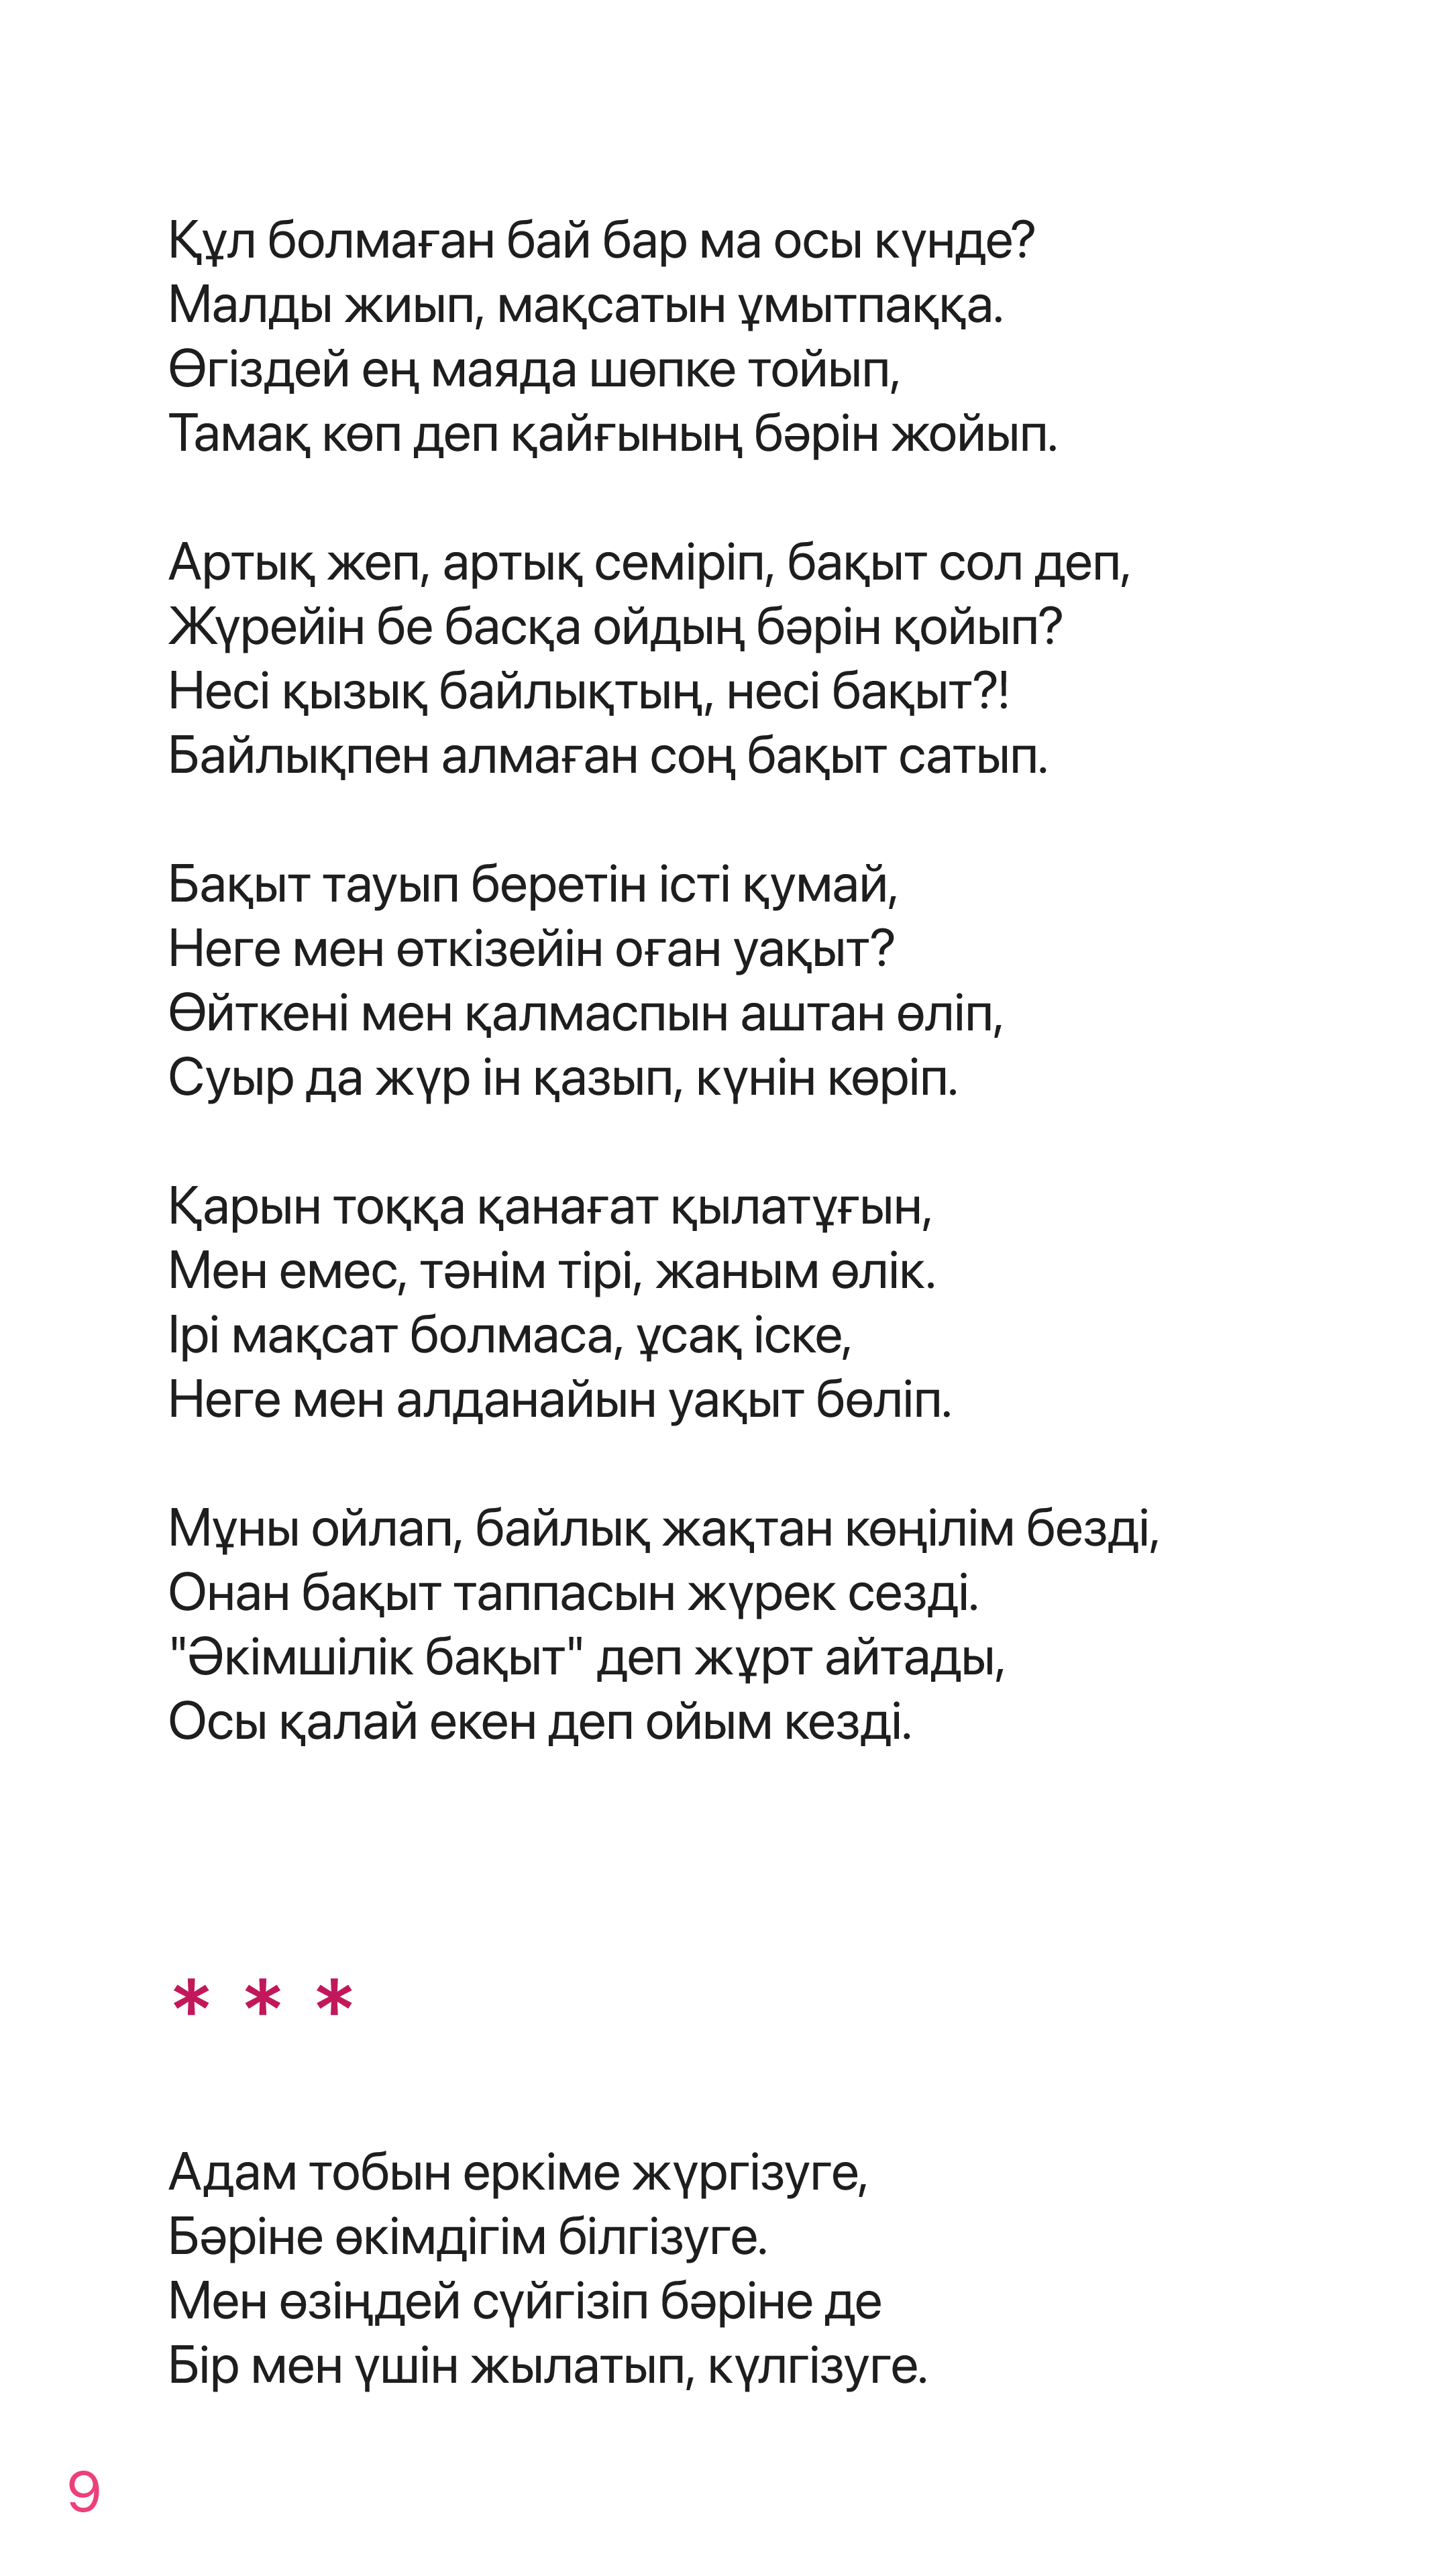 Құл болмаған бай бар ма осы күнде?
Малды жиып, мақсатын ұмытпаққа.
Өгіздей ең маяда шөпке тойып,
Тамақ көп деп қайғының бәрін жойып.
Артық жеп, артық семіріп, бақыт сол деп,
Жүрейін бе басқа ойдың бәрін қойып?
Несі қызық байлықтың, несі бақыт?!
Байлықпен алмаған соң бақыт сатып.
Бақыт тауып беретін істі қумай,
Неге мен өткізейін оған уақыт?
Өйткені мен қалмаспын аштан өліп,
Суыр да жүр ін қазып, күнін көріп.
Қарын тоққа қанағат қылатұғын,
Мен емес, тәнім тірі, жаным өлік.
Ірі мақсат болмаса, ұсақ іске,
Неге мен алданайын уақыт бөліп.
Мұны ойлап, байлық жақтан көңілім безді,
Онан бақыт таппасын жүрек сезді.
"Әкімшілік бақыт" деп жұрт айтады,
Осы қалай екен деп ойым кезді.
* * *
Адам тобын еркіме жүргізуге,
Бәріне өкімдігім білгізуге.
Мен өзіңдей сүйгізіп бәріне де
Бір мен үшін жылатып, күлгізуге.
9